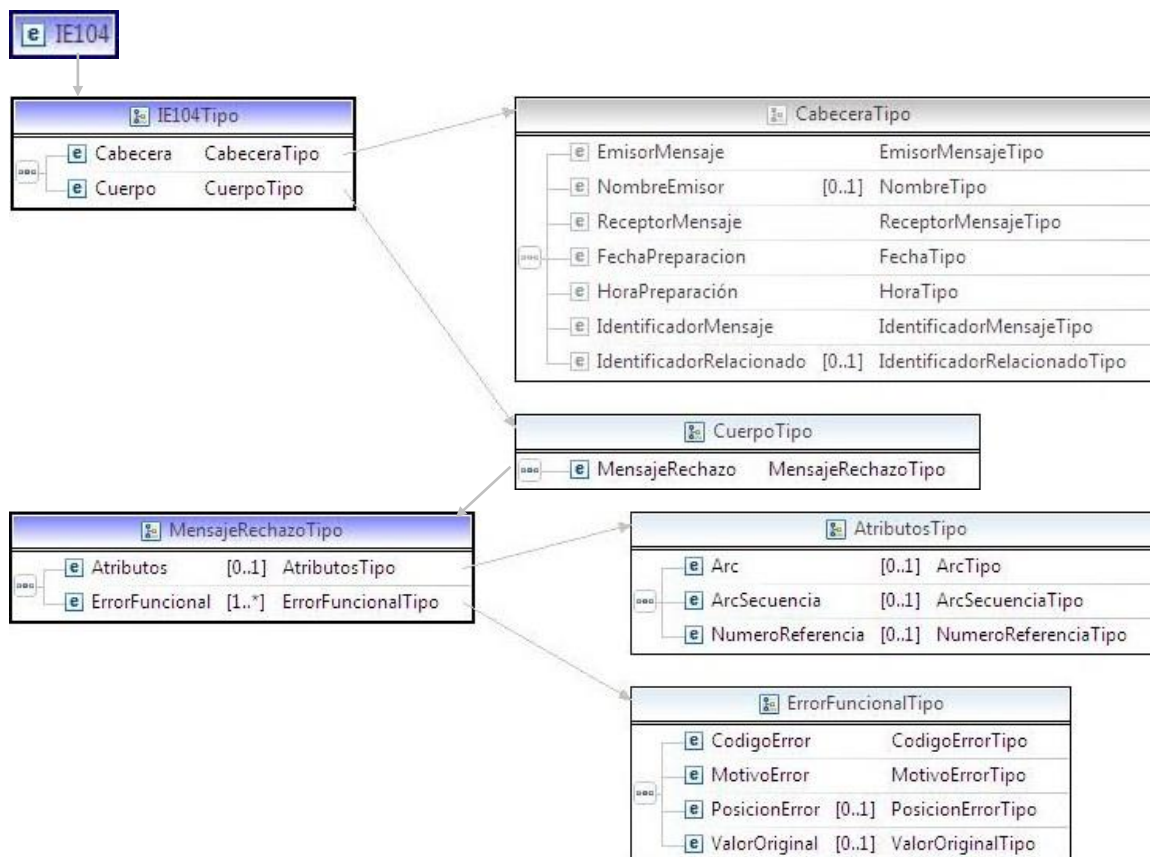 e IE104
IE104Tipo
e Cabecera CabeceraTipo
e Cuerpo CuerpoTipo
CabeceraTipo
e EmisorMensaje EmisorMensajeTipo
e NombreEmisor [0..1] NombreTipo
e ReceptorMensaje ReceptorMensajeTipo
e FechaPreparacion FechaTipo
e HoraPreparación HoraTipo
e IdentificadorMensaje IdentificadorMensajeTipo
e IdentificadorRelacionado [0..1] IdentificadorRelacionadoTipo
CuerpoTipo
e MensajeRechazo MensajeRechazoTipo
MensajeRechazoTipo
e Atributos [0..1] AtributosTipo
e ErrorFuncional [1..*] ErrorFuncionalTipo
AtributosTipo
e Arc [0..1] ArcTipo
e ArcSecuencia [0..1] ArcSecuenciaTipo
e NumeroReferencia [0..1] NumeroReferenciaTipo
ErrorFuncionalTipo
e CodigoError CodigoErrorTipo
e MotivoError MotivoErrorTipo
e PosicionError [0..1] PosicionErrorTipo
e ValorOriginal [0..1] ValorOriginalTipo